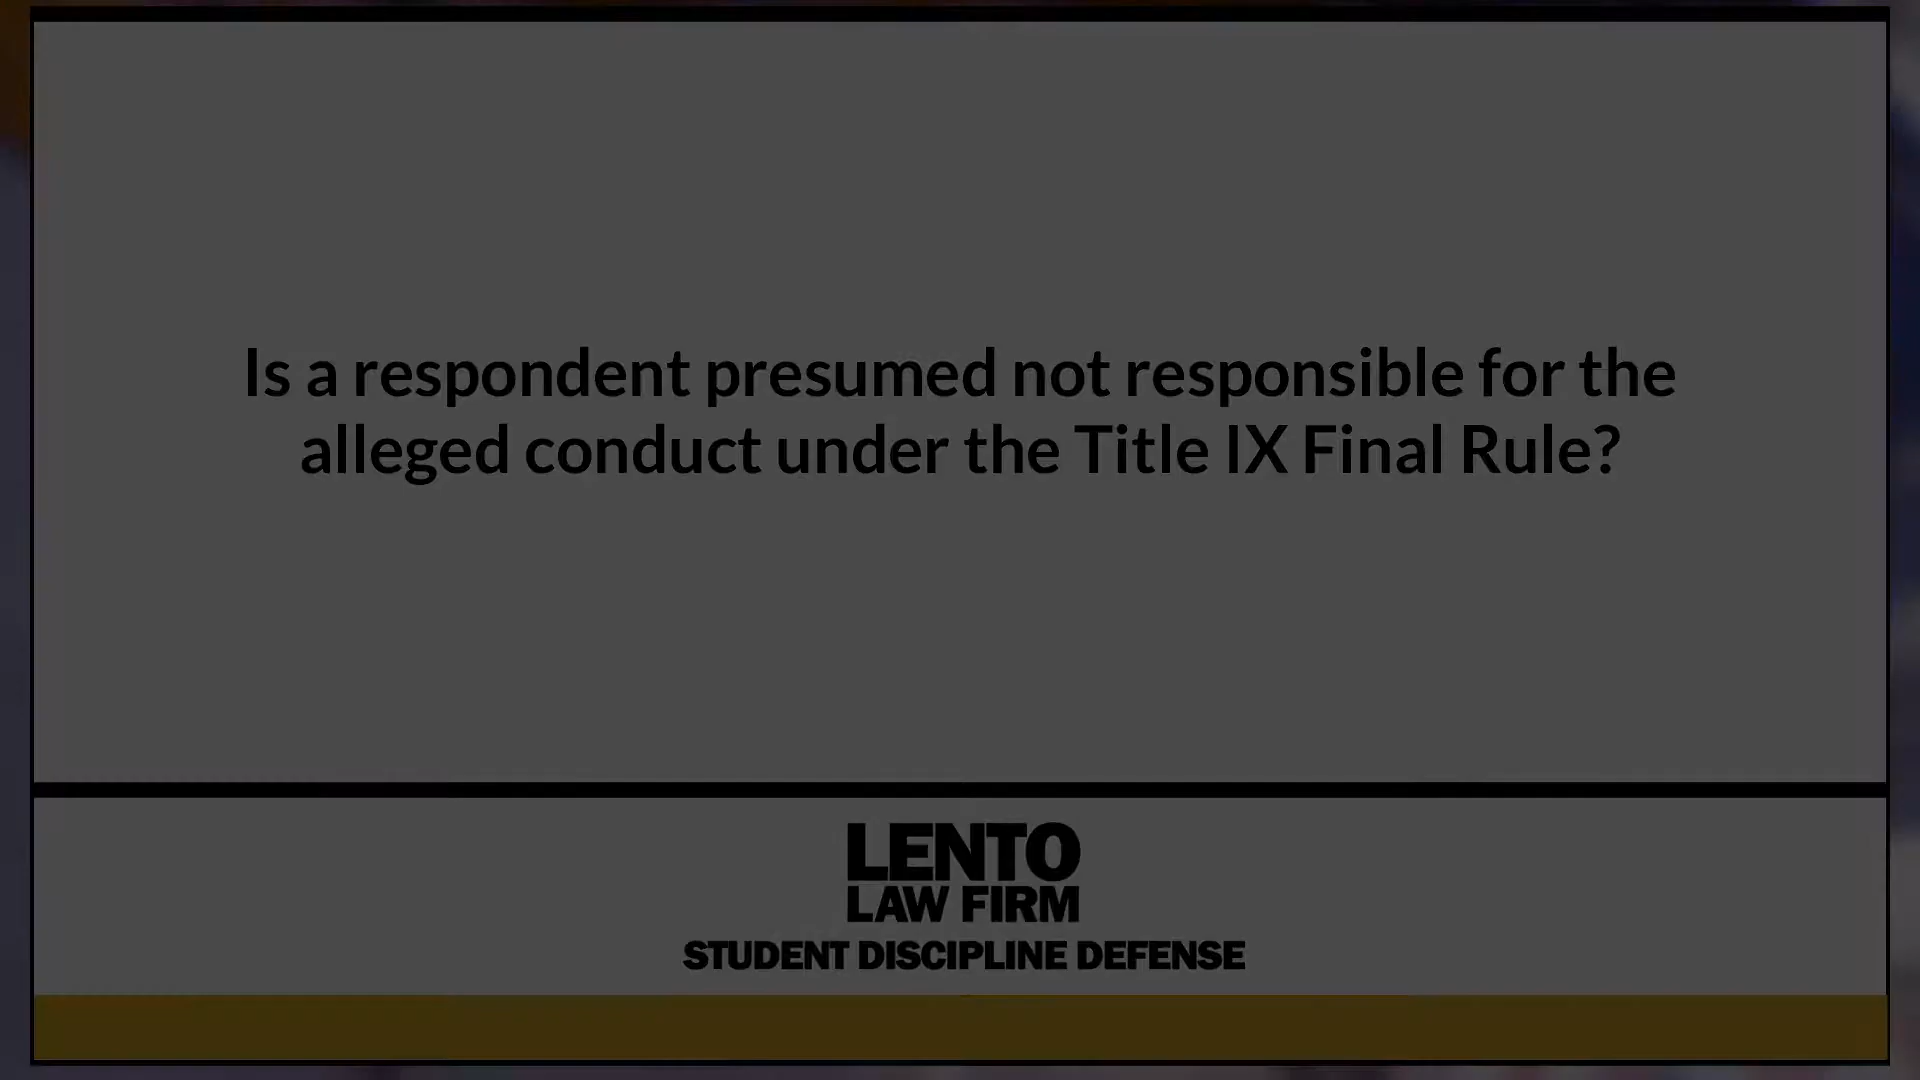 Is a respondent presumed not responsible for the
alleged conduct under the Title IX Final Rule?
LENTO
LAW FIRM
STUDENT DISCIPLINE DEFENSE